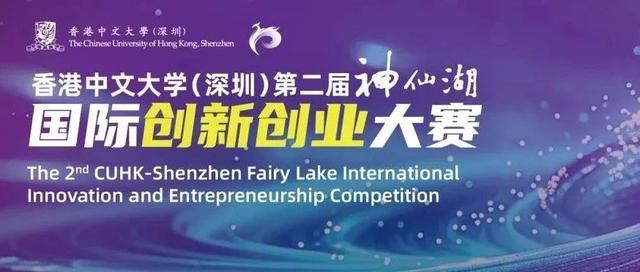 香港中文大學(深圳)
The Chinese University of Hong Kong, Shenzhen
香港中文大学(深圳)第二届神仙湖
国际创新创业大赛
The 2nd CUHK-Shenzhen Fairy Lake International
Innovation and Entrepreneurship Competition